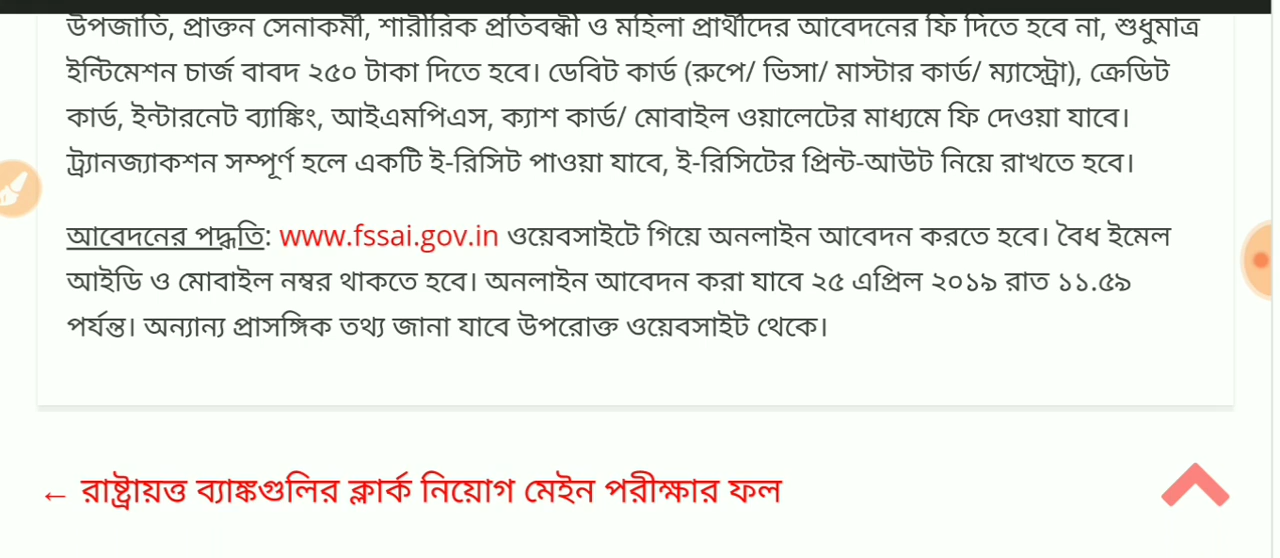 উপজাতি, প্রাক্তন সেনাকর্মী, শারীরিক প্রতিবন্ধী ও মহিলা প্রার্থীদের আবেদনের ফি দিতে হবে না, শুধুমাত্র
ইন্টিমেশন চার্জ বাবদ ২৫০ টাকা দিতে হবে। ডেবিট কার্ড (রুপে/ ভিসা/ মাস্টার কার্ড/ ম্যাস্ট্রো), ক্রেডিট
কার্ড, ইন্টারনেট ব্যাঙ্কিং, আইএমপিএস, ক্যাশ কার্ড/ মোবাইল ওয়ালেটের মাধ্যমে ফি দেওয়া যাবে।
ট্র্যানজ্যাকশন সম্পূর্ণ হলে একটি ই-রিসিট পাওয়া যাবে, ই-রিসিটের প্রিন্ট-আউট নিয়ে রাখতে হবে।
আবেদনের পদ্ধতি: www.fssai.gov.in ওয়েবসাইটে গিয়ে অনলাইন আবেদন করতে হবে। বৈধ ইমেল
আইডি ও মোবাইল নম্বর থাকতে হবে। অনলাইন আবেদন করা যাবে ২৫ এপ্রিল ২০১৯ রাত ১১.৫৯
পর্যন্ত। অন্যান্য প্রাসঙ্গিক তথ্য জানা যাবে উপরোক্ত ওয়েবসাইট থেকে।
← রাষ্ট্রায়ত্ত ব্যাঙ্কগুলির ক্লার্ক নিয়োগ মেইন পরীক্ষার ফল